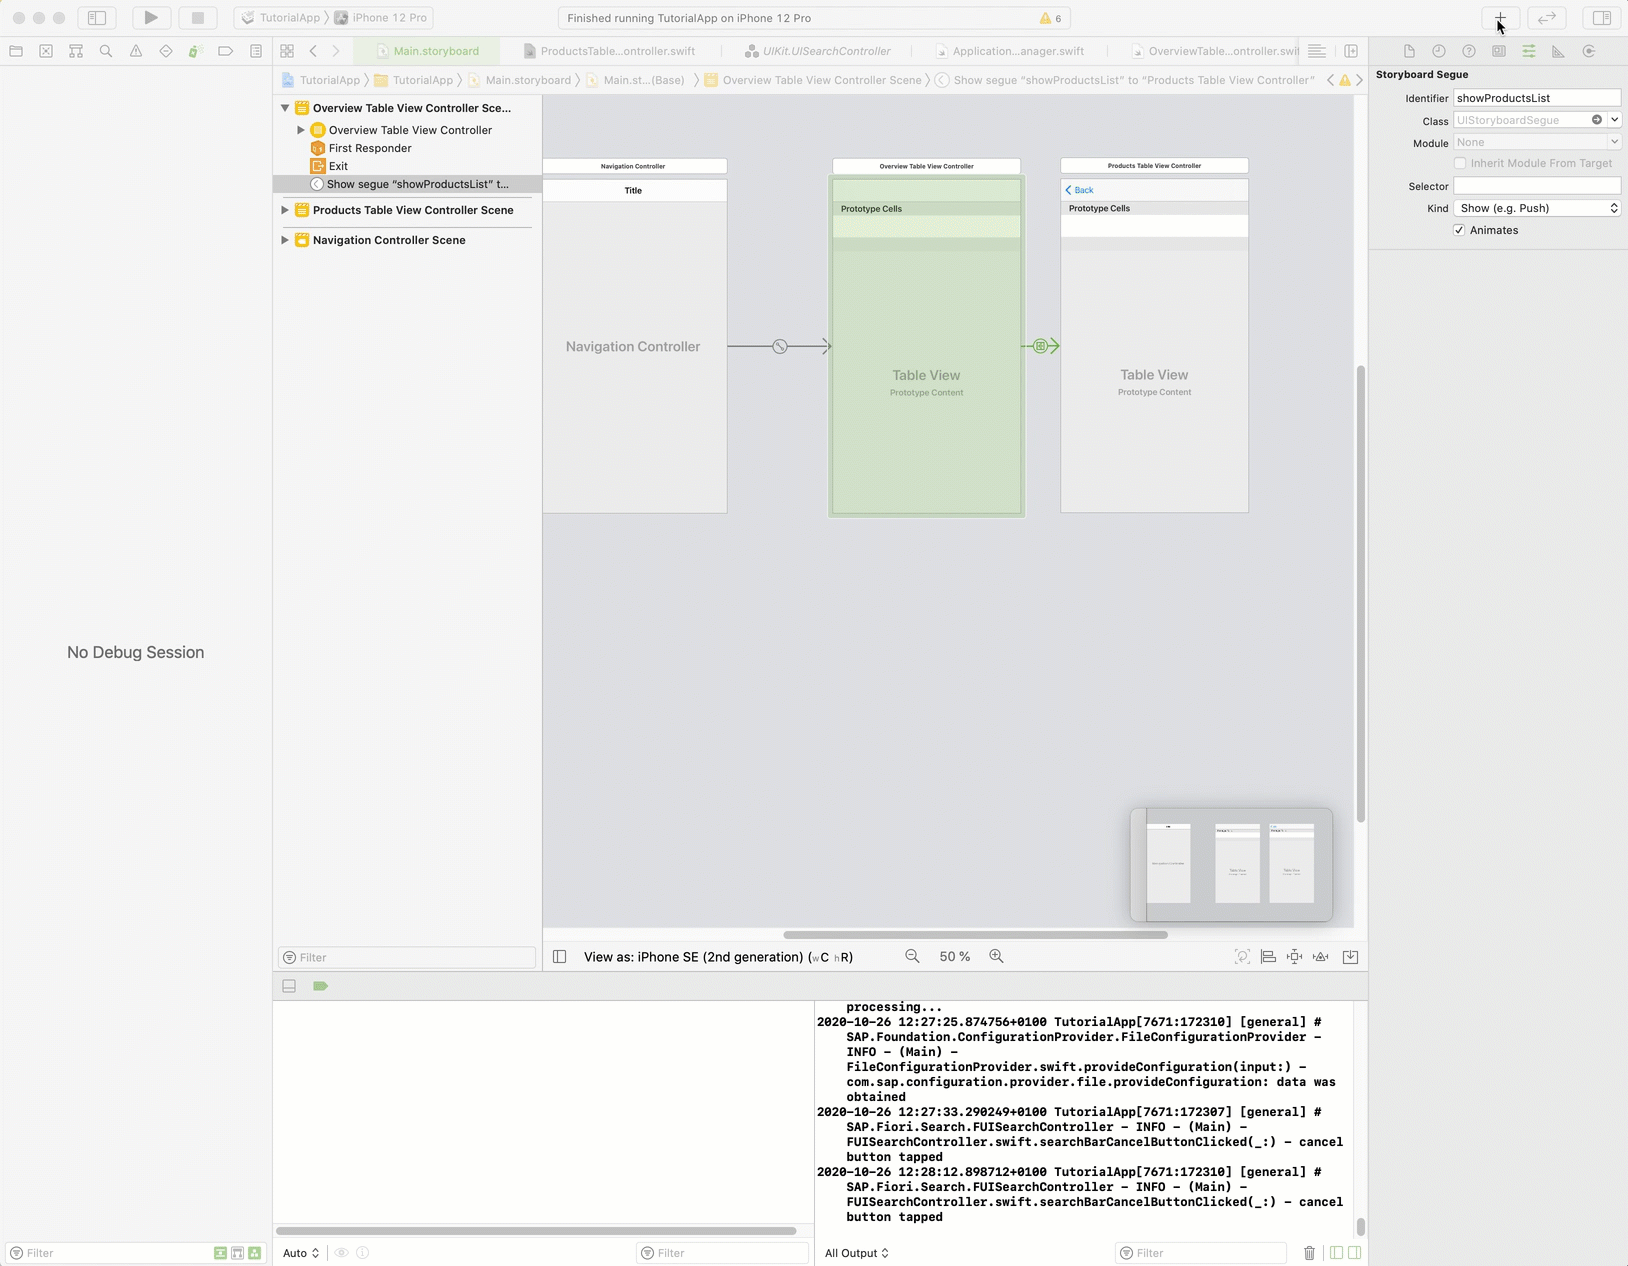 TutorialApp 〉 iPhone 12 Pro
Finished running TutorialApp on iPhone 12 Pro
6
Main.storyboard
ProductsTable...ontroller.swift
UIKit.UISearchController
Application...anager.swift
OverviewTable...ontroller.swif
TutorialApp 〉 TutorialApp 〉 Main.storyboard 〉 Main.st...(Base) 〉 Overview Table View Controller Scene 〉 Show segue “showProductsList” to “Products Table View Controller”
Overview Table View Controller Sce...
Overview Table View Controller
First Responder
Exit
Show segue “showProductsList” t...
Products Table View Controller Scene
Navigation Controller Scene
No Debug Session
Navigation Controller
Title
Navigation Controller
Overview Table View Controller
Prototype Cells
Table View
Prototype Content
Products Table View Controller
Back
Prototype Cells
Table View
Prototype Content
Storyboard Segue
Identifier showProductsList
Class UIStoryboardSegue
Module None
Inherit Module From Target
Selector
Kind Show (e.g. Push)
Animates
Filter
View as: iPhone SE (2nd generation) (wC hR)
50 %
processing...
2020-10-26 12:27:25.874756+0100 TutorialApp[7671:172310] [general] #
SAP.Foundation.ConfigurationProvider.FileConfigurationProvider -
INFO - (Main) -
FileConfigurationProvider.swift.provideConfiguration(input:) -
com.sap.configuration.provider.file.provideConfiguration: data was
obtained
2020-10-26 12:27:33.290249+0100 TutorialApp[7671:172307] [general] #
SAP.Fiori.Search.FUISearchController - INFO - (Main) -
FUISearchController.swift.searchBarCancelButtonClicked(_:) - cancel
button tapped
2020-10-26 12:28:12.898712+0100 TutorialApp[7671:172310] [general] #
SAP.Fiori.Search.FUISearchController - INFO - (Main) -
FUISearchController.swift.searchBarCancelButtonClicked(_:) - cancel
button tapped
Filter
Auto
Filter
All Output
Filter